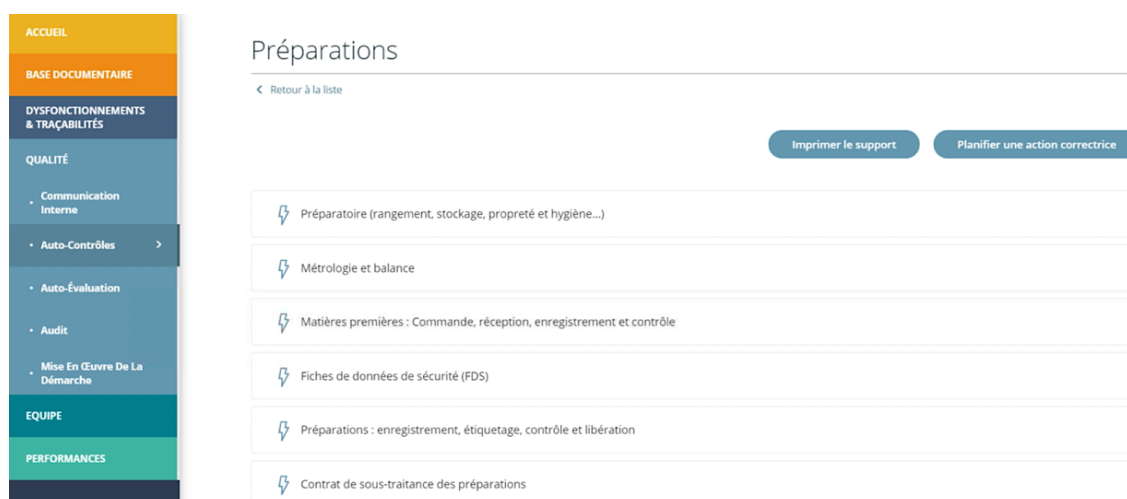 ACCUEIL
BASE DOCUMENTAIRE
DYSFONCTIONNEMENTS
& TRAÇABILITÉS
QUALITÉ
Communication
Interne
Auto-Contrôles
Auto-Évaluation
Audit
Mise En Œuvre De La
Démarche
EQUIPE
PERFORMANCES
Préparations
Retour à la liste
Imprimer le support
Planifier une action correctrice
Préparatoire (rangement, stockage, propreté et hygiène...)
Métrologie et balance
Matières premières : Commande, réception, enregistrement et contrôle
Fiches de données de sécurité (FDS)
Préparations : enregistrement, étiquetage, contrôle et libération
Contrat de sous-traitance des préparations